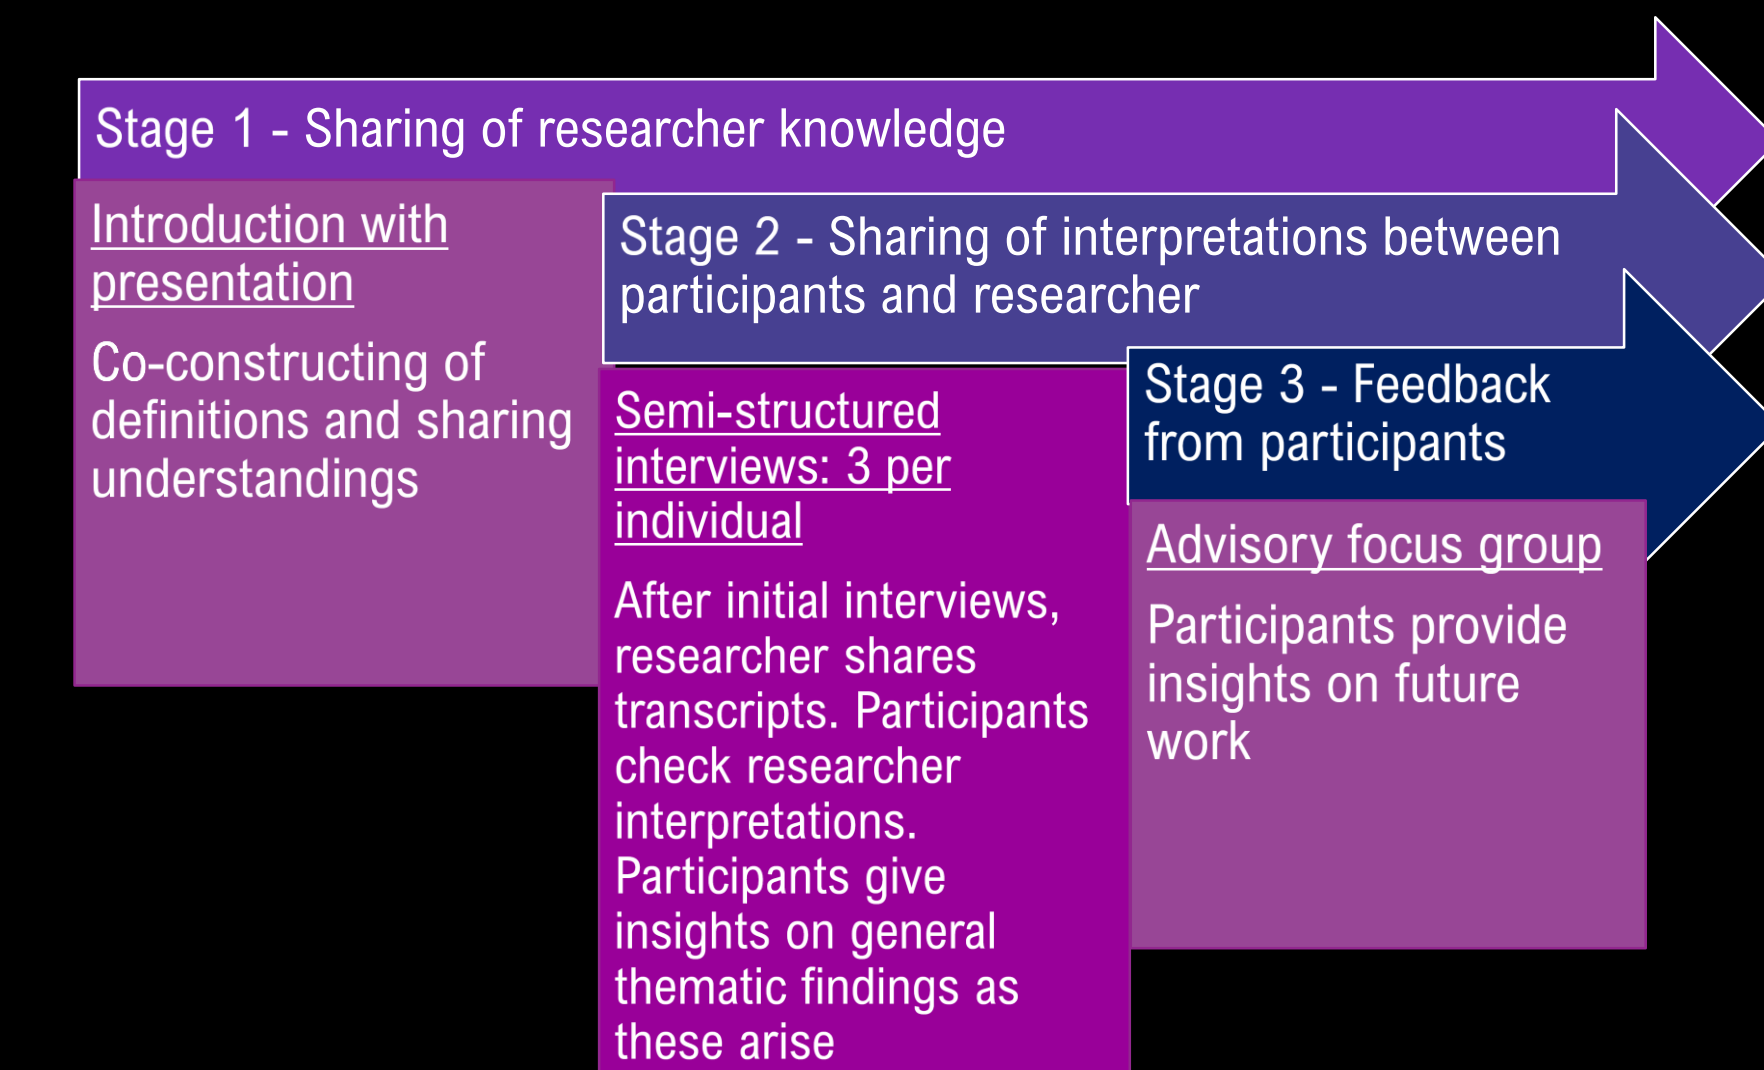 Stage 1 - Sharing of researcher knowledge
Introduction with
presentation
Co-constructing of
definitions and sharing
understandings
Stage 2 - Sharing of interpretations between
participants and researcher
Semi-structured
interviews: 3 per
individual
After initial interviews,
researcher shares
transcripts. Participants
check researcher
interpretations.
Participants give
insights on general
thematic findings as
these arise
Stage 3 - Feedback
from participants
Advisory focus group
Participants provide
insights on future
work